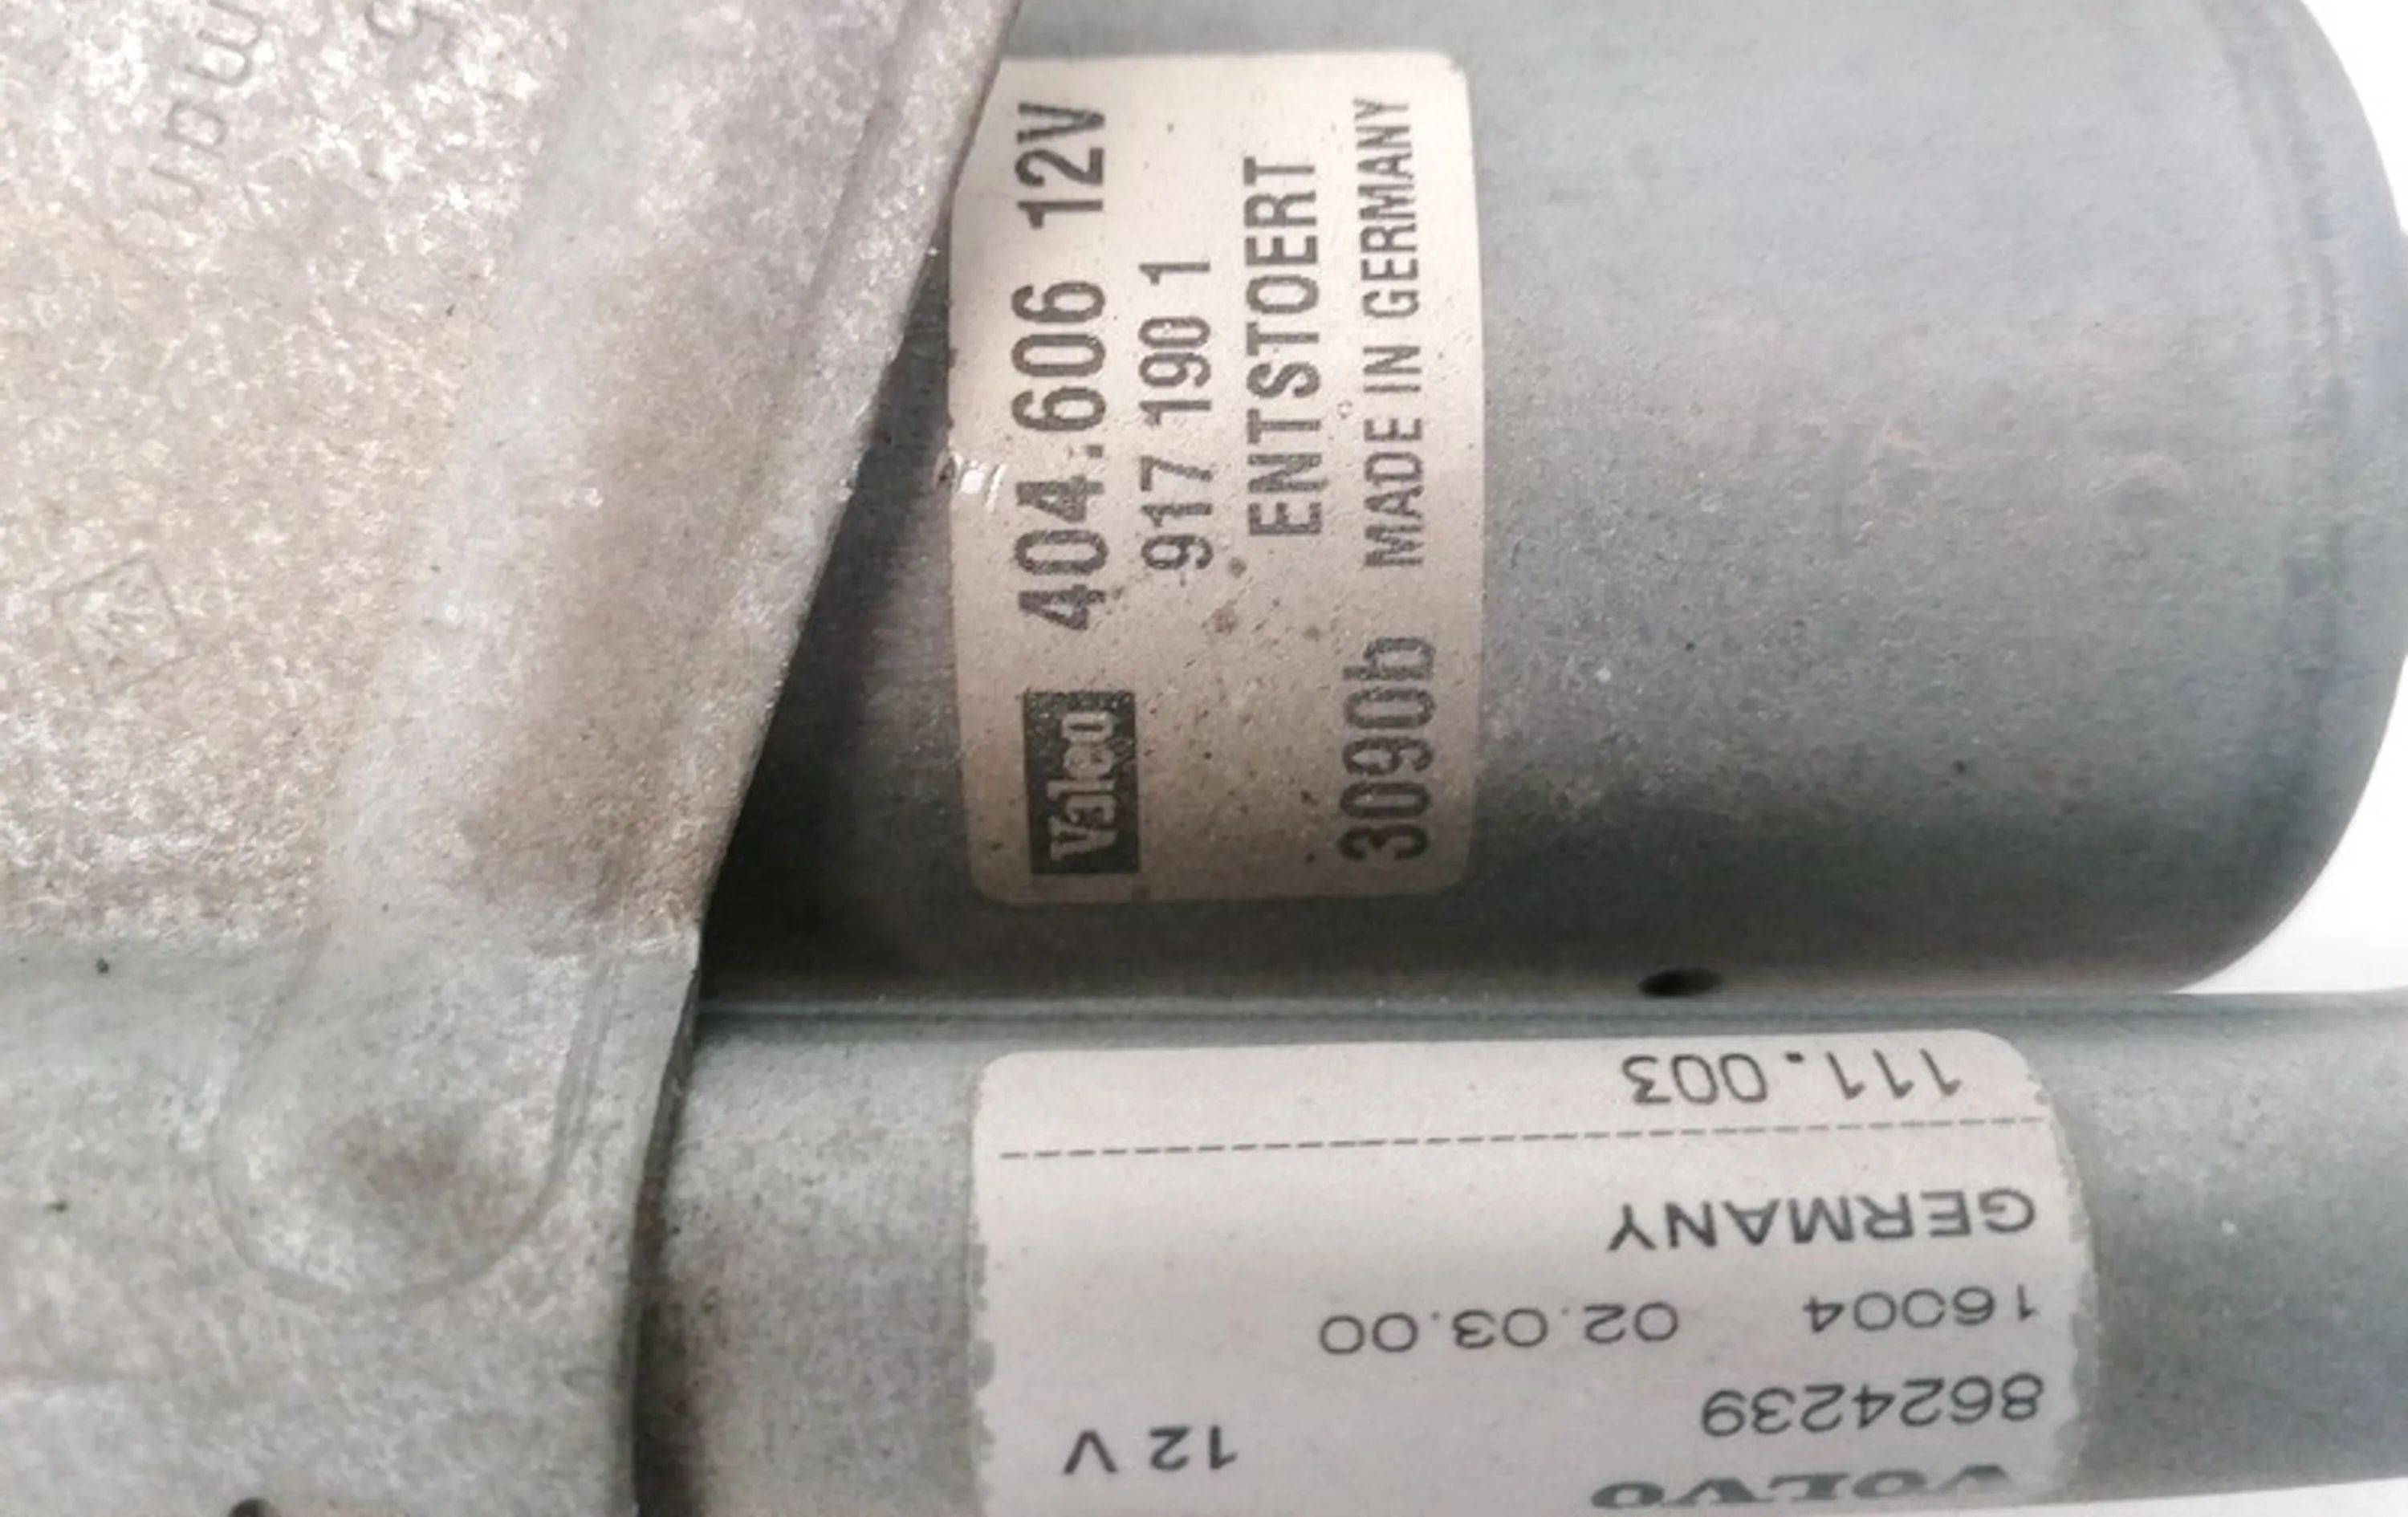 Valeo 404.606 12V
917 190 1
ENTSTOERT
3090b MADE IN GERMANY
VOLVO
8624239 12 V
16004 02.03.00
GERMANY
111.003